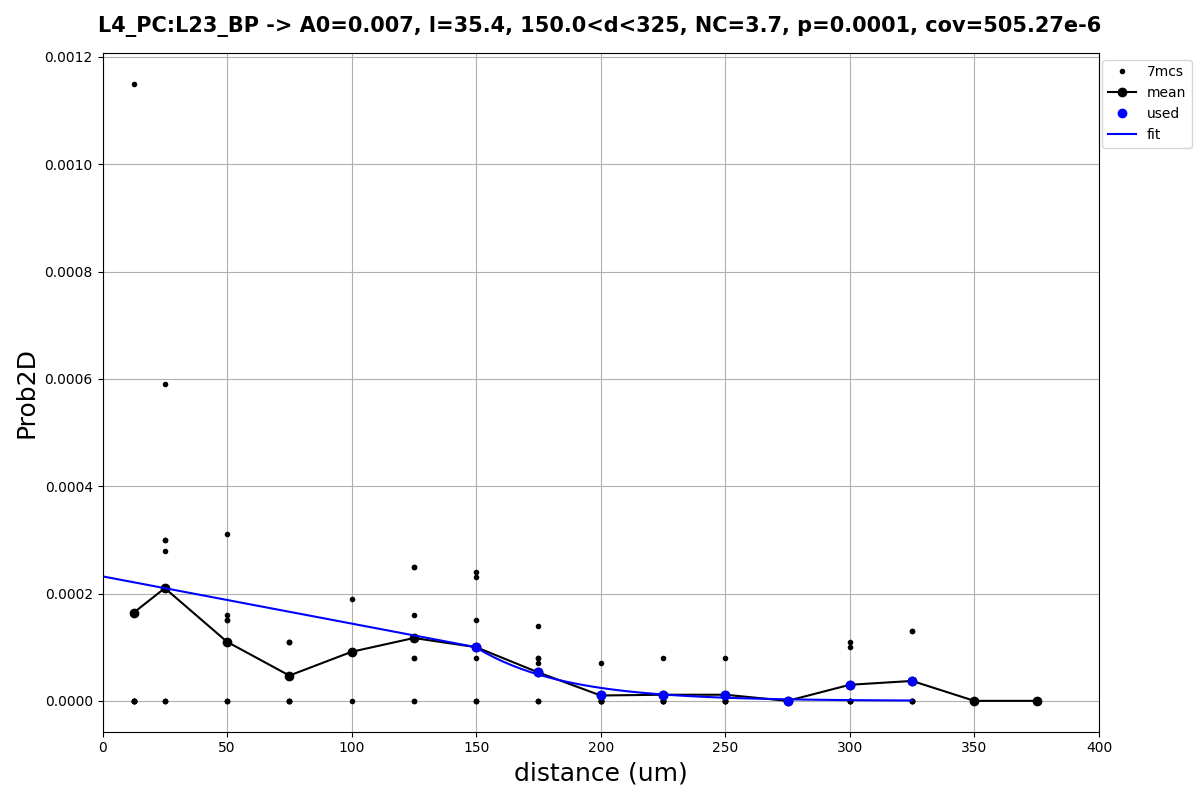 L4_PC:L23_BP -> A0=0.007, l=35.4, 150.0<d<325, NC=3.7, p=0.0001, cov=505.27e-6
7mcs
mean
used
fit
Prob2D
0.0012
0.0010
0.0008
0.0006
0.0004
0.0002
0.0000
0 50 100 150 200 250 300 350 400
distance (um)